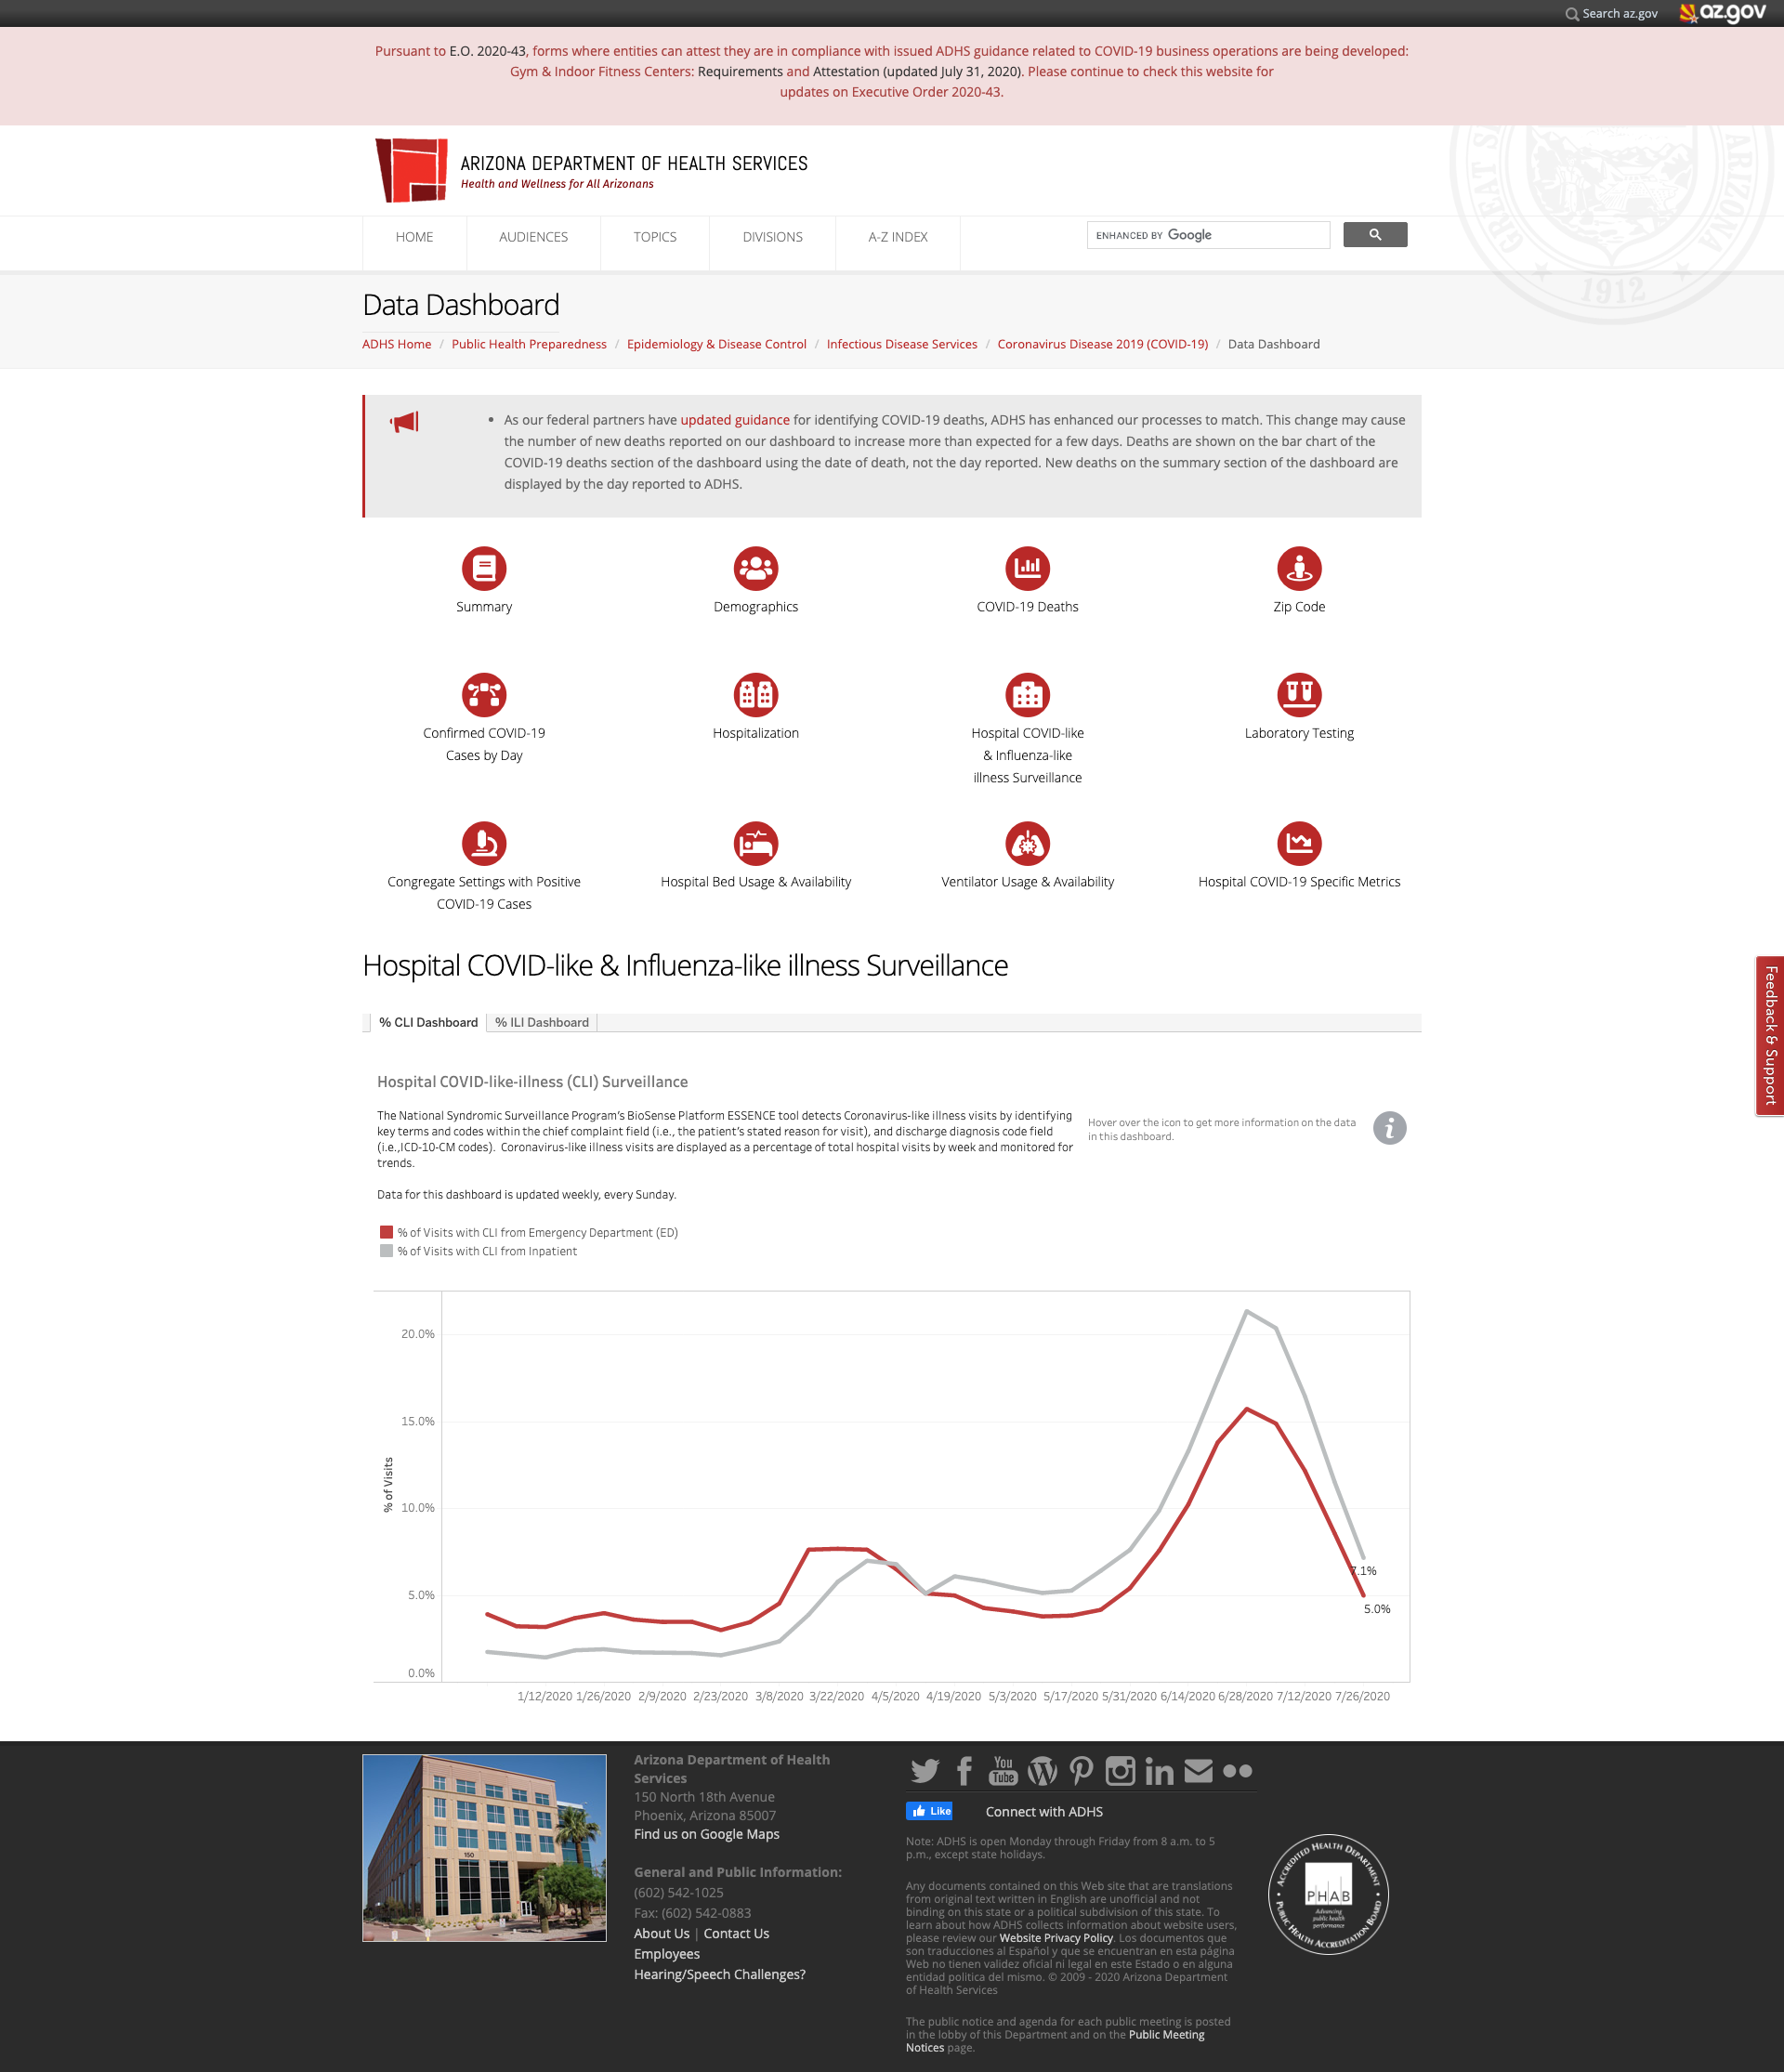 Search az.gov
az.gov
Pursuant to E.O. 2020-43, forms where entities can attest they are in compliance with issued ADHS guidance related to COVID-19 business operations are being developed:
Gym & Indoor Fitness Centers: Requirements and Attestation (updated July 31, 2020). Please continue to check this website for
updates on Executive Order 2020-43.
ARIZONA DEPARTMENT OF HEALTH SERVICES
Health and Wellness for All Arizonans
GREAT S
ARIZONA
1912
HOME
AUDIENCES
TOPICS
DIVISIONS
A-Z INDEX
ENHANCED BY Google
Data Dashboard
ADHS Home / Public Health Preparedness / Epidemiology & Disease Control / Infectious Disease Services / Coronavirus Disease 2019 (COVID-19) / Data Dashboard
• As our federal partners have updated guidance for identifying COVID-19 deaths, ADHS has enhanced our processes to match. This change may cause
the number of new deaths reported on our dashboard to increase more than expected for a few days. Deaths are shown on the bar chart of the
COVID-19 deaths section of the dashboard using the date of death, not the day reported. New deaths on the summary section of the dashboard are
displayed by the day reported to ADHS.
Summary
Demographics
COVID-19 Deaths
Zip Code
Confirmed COVID-19
Cases by Day
Hospitalization
Hospital COVID-like
& Influenza-like
illness Surveillance
Laboratory Testing
Congregate Settings with Positive
COVID-19 Cases
Hospital Bed Usage & Availability
Ventilator Usage & Availability
Hospital COVID-19 Specific Metrics
Hospital COVID-like & Influenza-like illness Surveillance
Feedback & Support
% CLI Dashboard
% ILI Dashboard
Hospital COVID-like-illness (CLI) Surveillance
The National Syndromic Surveillance Program's BioSense Platform ESSENCE tool detects Coronavirus-like illness visits by identifying
key terms and codes within the chief complaint field (i.e., the patient's stated reason for visit), and discharge diagnosis code field
(i.e.,ICD-10-CM codes). Coronavirus-like illness visits are displayed as a percentage of total hospital visits by week and monitored for
trends.
Data for this dashboard is updated weekly, every Sunday.
Hover over the icon to get more information on the data
in this dashboard.
i
% of Visits with CLI from Emergency Department (ED)
% of Visits with CLI from Inpatient
% of Visits
20.0%
15.0%
10.0%
5.0%
0.0%
7.1%
5.0%
1/12/2020 1/26/2020 2/9/2020 2/23/2020 3/8/2020 3/22/2020 4/5/2020 4/19/2020 5/3/2020 5/17/2020 5/31/2020 6/14/2020 6/28/2020 7/12/2020 7/26/2020
150
Arizona Department of Health
Services
150 North 18th Avenue
Phoenix, Arizona 85007
Find us on Google Maps
General and Public Information:
(602) 542-1025
Fax: (602) 542-0883
About Us | Contact Us
Employees
Hearing/Speech Challenges?
You Tube
in
Like
Connect with ADHS
Note: ADHS is open Monday through Friday from 8 a.m. to 5
p.m., except state holidays.
Any documents contained on this Web site that are translations
from original text written in English are unofficial and not
binding on this state or a political subdivision of this state. To
learn about how ADHS collects information about website users,
please review our Website Privacy Policy. Los documentos que
son traducciones al Español y que se encuentran en esta página
Web no tienen validez oficial ni legal en este Estado o en alguna
entidad politica del mismo. © 2009 - 2020 Arizona Department
of Health Services
The public notice and agenda for each public meeting is posted
in the lobby of this Department and on the Public Meeting
Notices page.
ACCREDITED HEALTH DEPARTMENT
PHAB
Advancing
public health
performance
PUBLIC HEALTH ACCREDITATION BOARD